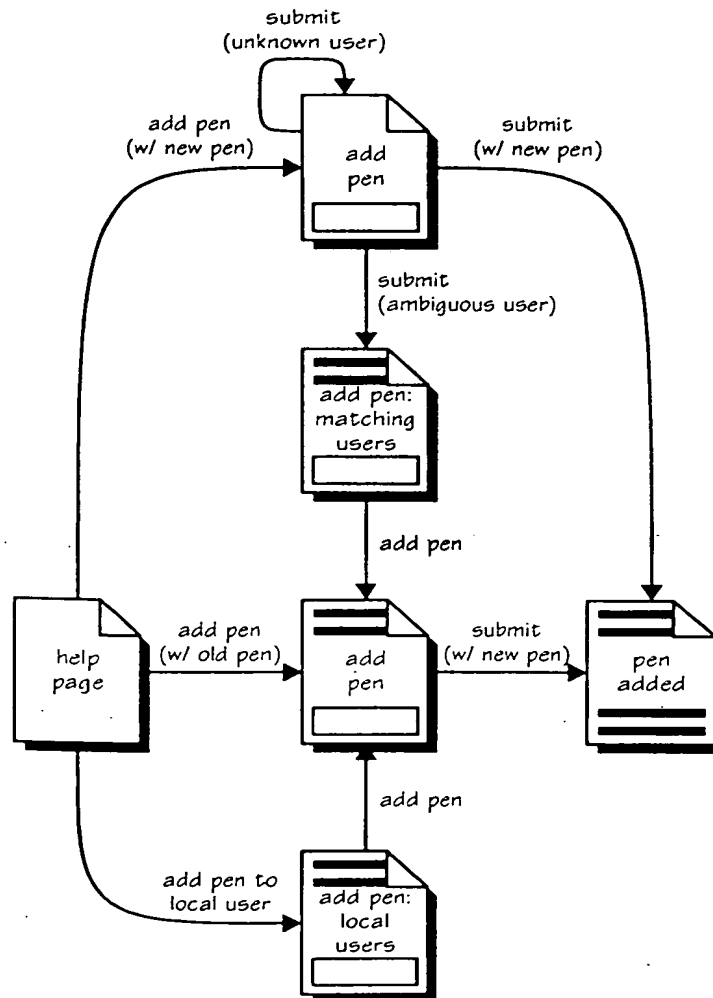 submit
(unknown user)
add pen
(w/ new pen)
add
pen
submit
(w/ new pen)
submit
(ambiguous user)
add pen:
matching
users
add pen
help
page
add pen
(w/ old pen)
add
pen
submit
(w/ new pen)
pen
added
add pen
add pen to
local user
add pen:
local
users